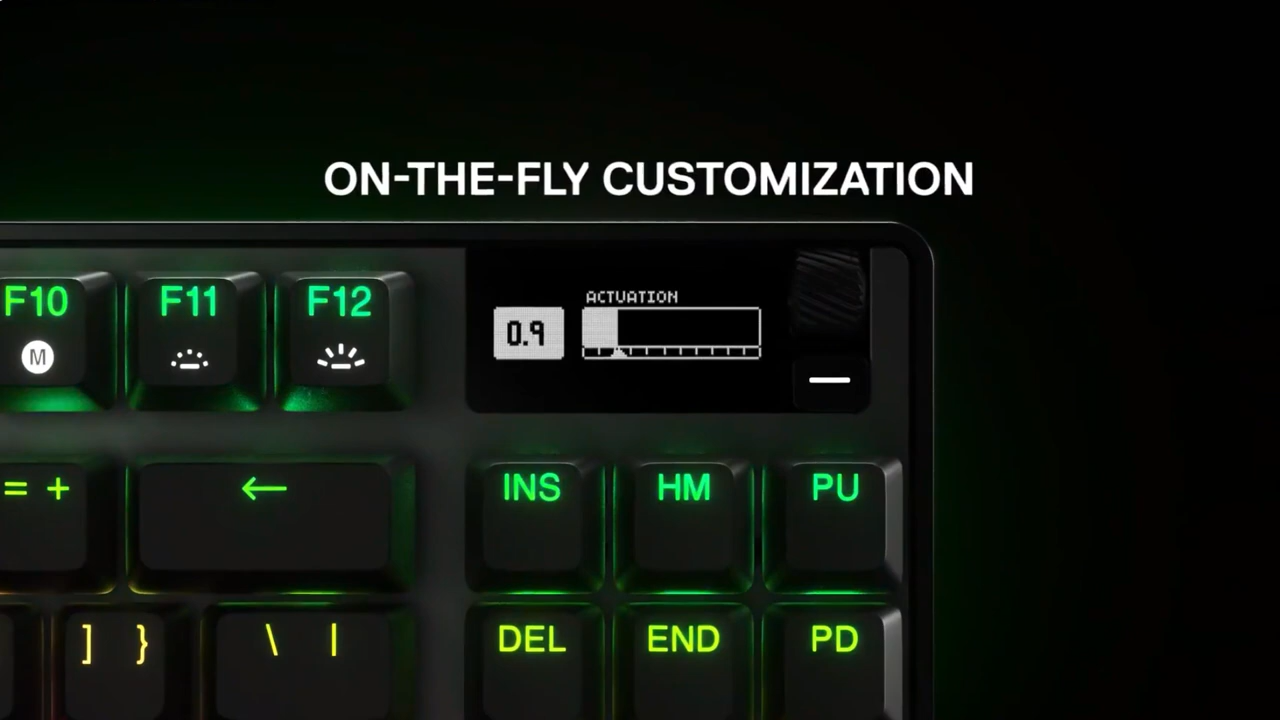 ON-THE-FLY CUSTOMIZATION
F10 F11 F12
M
ACTUATION
0.9
= + ←
INS HM PU
] } \ |
DEL END PD